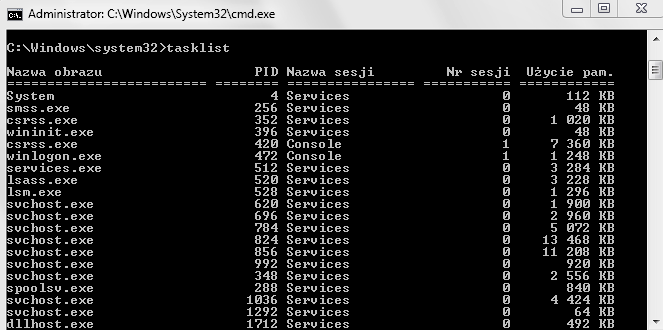 Administrator: C:\Windows\System32\cmd.exe
C:\Windows\system32>tasklist
Nazwa obrazu PID Nazwa sesji Nr sesji Użycie pam.
========================= ======== ================ =========== ============
System 4 Services 0 112 KB
smss.exe 256 Services 0 48 KB
csrss.exe 352 Services 0 1 020 KB
wininit.exe 396 Services 0 48 KB
csrss.exe 420 Console 1 7 360 KB
winlogon.exe 472 Console 1 1 248 KB
services.exe 512 Services 0 3 284 KB
lsass.exe 520 Services 0 3 228 KB
lsm.exe 528 Services 0 1 296 KB
svchost.exe 620 Services 0 1 900 KB
svchost.exe 696 Services 0 2 960 KB
svchost.exe 784 Services 0 5 072 KB
svchost.exe 824 Services 0 13 468 KB
svchost.exe 856 Services 0 11 208 KB
svchost.exe 992 Services 0 920 KB
svchost.exe 348 Services 0 2 556 KB
spoolsv.exe 288 Services 0 840 KB
svchost.exe 1036 Services 0 4 424 KB
svchost.exe 1292 Services 0 64 KB
dllhost.exe 1712 Services 0 492 KB